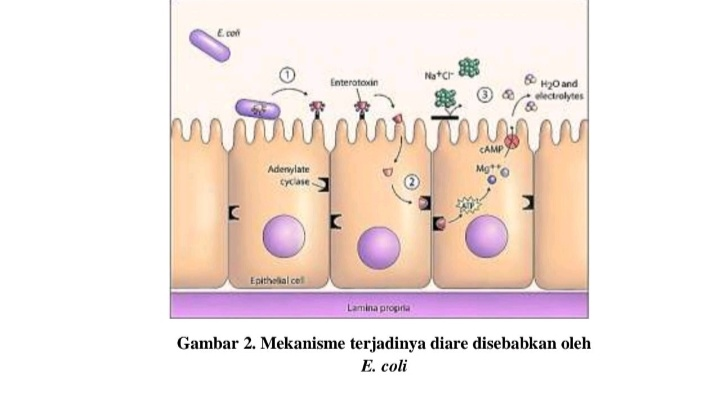 E. coli
1
Enterotoxin
Na⁺Cl⁻
3
H₂O and
electrolytes
cAMP
Mg⁺⁺
Adenylate
cyclase
2
ATP
Epithelial cell
Lamina propria
Gambar 2. Mekanisme terjadinya diare disebabkan oleh
E. coli